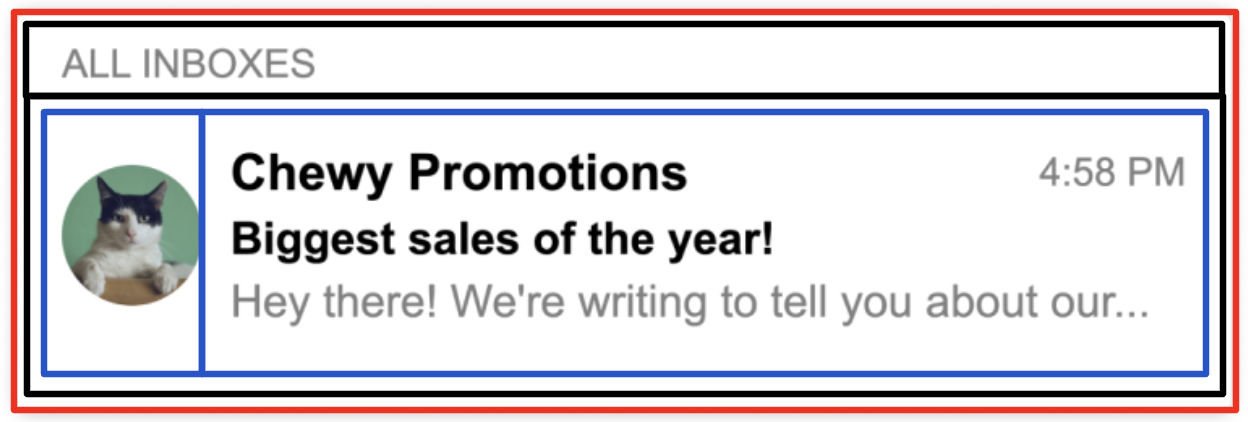 ALL INBOXES
Chewy Promotions 4:58 PM
Biggest sales of the year!
Hey there! We're writing to tell you about our...